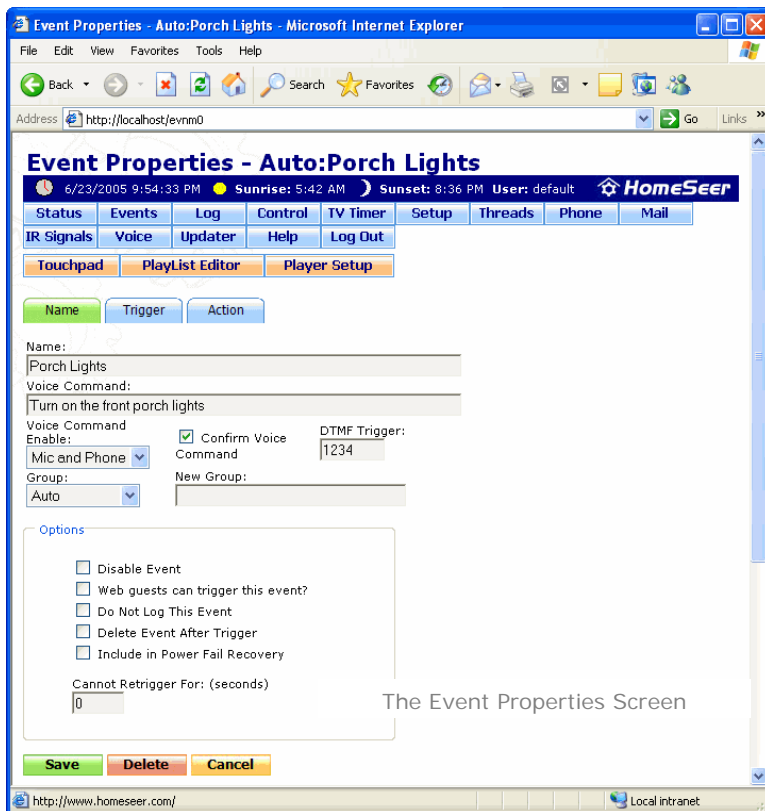 Event Properties - Auto:Porch Lights - Microsoft Internet Explorer
File Edit View Favorites Tools Help
Back Search Favorites
Address http://localhost/evnm0 Go Links »
Event Properties - Auto:Porch Lights
6/23/2005 9:54:33 PM Sunrise: 5:42 AM Sunset: 8:36 PM User: default HomeSeer
Status Events Log Control TV Timer Setup Threads Phone Mail
IR Signals Voice Updater Help Log Out
Touchpad PlayList Editor Player Setup
Name Trigger Action
Name:
Porch Lights
Voice Command:
Turn on the front porch lights
Voice Command
Enable:
Mic and Phone
Confirm Voice
Command
DTMF Trigger:
1234
Group:
Auto
New Group:
Options
Disable Event
Web guests can trigger this event?
Do Not Log This Event
Delete Event After Trigger
Include in Power Fail Recovery
Cannot Retrigger For: (seconds)
0
The Event Properties Screen
Save Delete Cancel
http://www.homeseer.com/ Local intranet